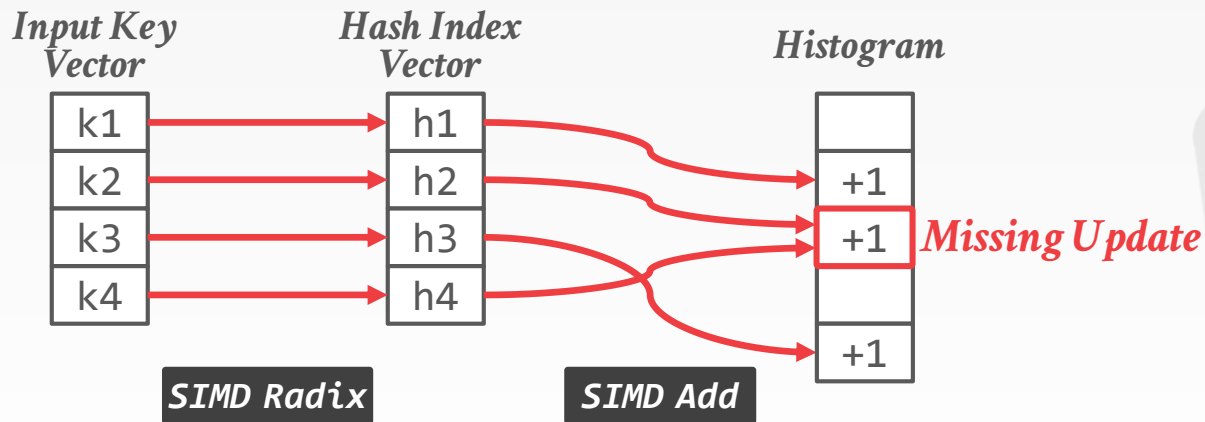 Input Key
Vector
Hash Index
Vector
Histogram
k1
h1
k2
h2
+1
k3
h3
+1
Missing Update
k4
h4
+1
SIMD Radix
SIMD Add